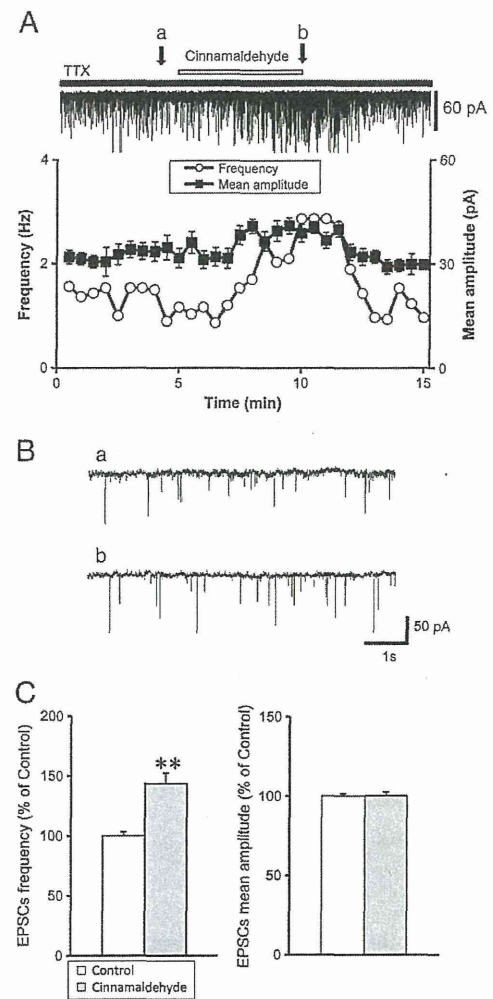 A
a
b
Cinnamaldehyde
TTX
60 pA
Frequency
Mean amplitude
Frequency (Hz)
4
2
0
Mean amplitude (pA)
60
30
0
0
5
10
15
Time (min)
B
a
b
50 pA
1s
C
EPSCs frequency (% of Control)
200
150
100
50
0
**
Control
Cinnamaldehyde
EPSCs mean amplitude (% of Control)
150
100
50
0